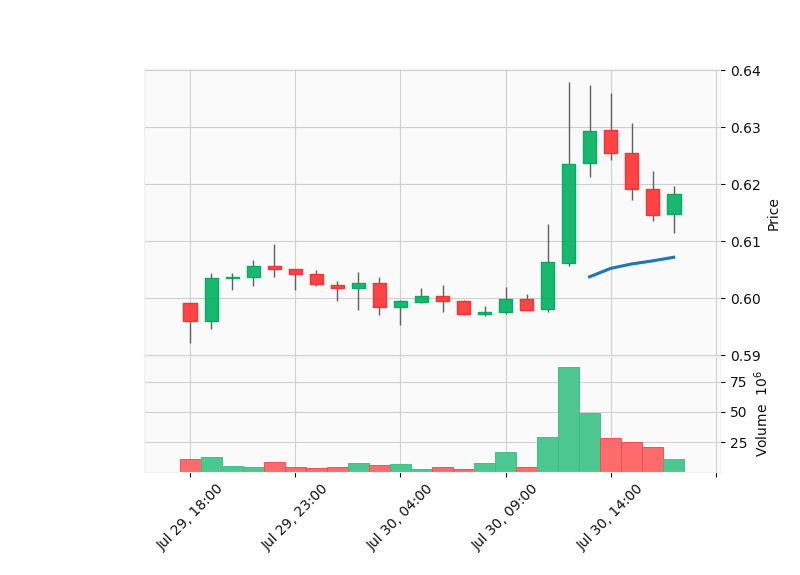 0.64
0.63
0.62
0.61
0.60
0.59
Price
75
50
25
Volume 10⁶
Jul 29, 18:00
Jul 29, 23:00
Jul 30, 04:00
Jul 30, 09:00
Jul 30, 14:00